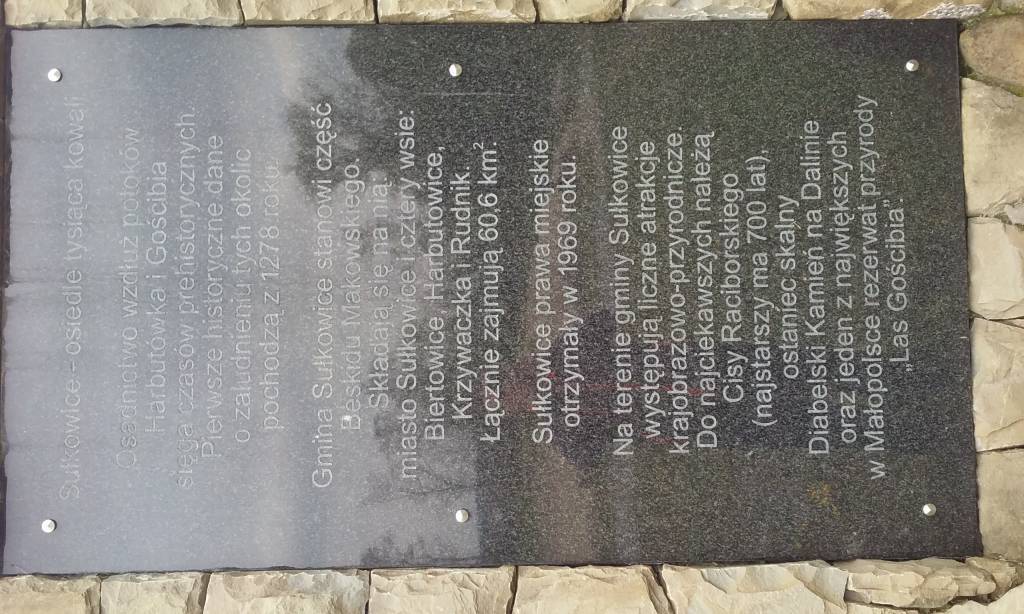 Sułkowice - osiedle tysiąca kowali
Osadnictwo wzdłuż potoków
Harbutówka i Gościbia
sięga czasów prehistorycznych.
Pierwsze historyczne dane
o zaludnieniu tych okolic
pochodzą z 1278 roku.
Gmina Sułkowice stanowi część
Beskidu Makowskiego.
Składają się na nią:
miasto Sułkowice i cztery wsie:
Biertowice, Harbutowice,
Krzywaczka i Rudnik.
Łącznie zajmują 60,6 km².
Sułkowice prawa miejskie
otrzymały w 1969 roku.
Na terenie gminy Sułkowice
występują liczne atrakcje
krajobrazowo-przyrodnicze.
Do najciekawszych należą
Cisy Raciborskiego
(najstarszy ma 700 lat),
ostaniec skalny
Diabelski Kamień na Dalinie
oraz jeden z największych
w Małopolsce rezerwat przyrody
„Las Gościbia”.